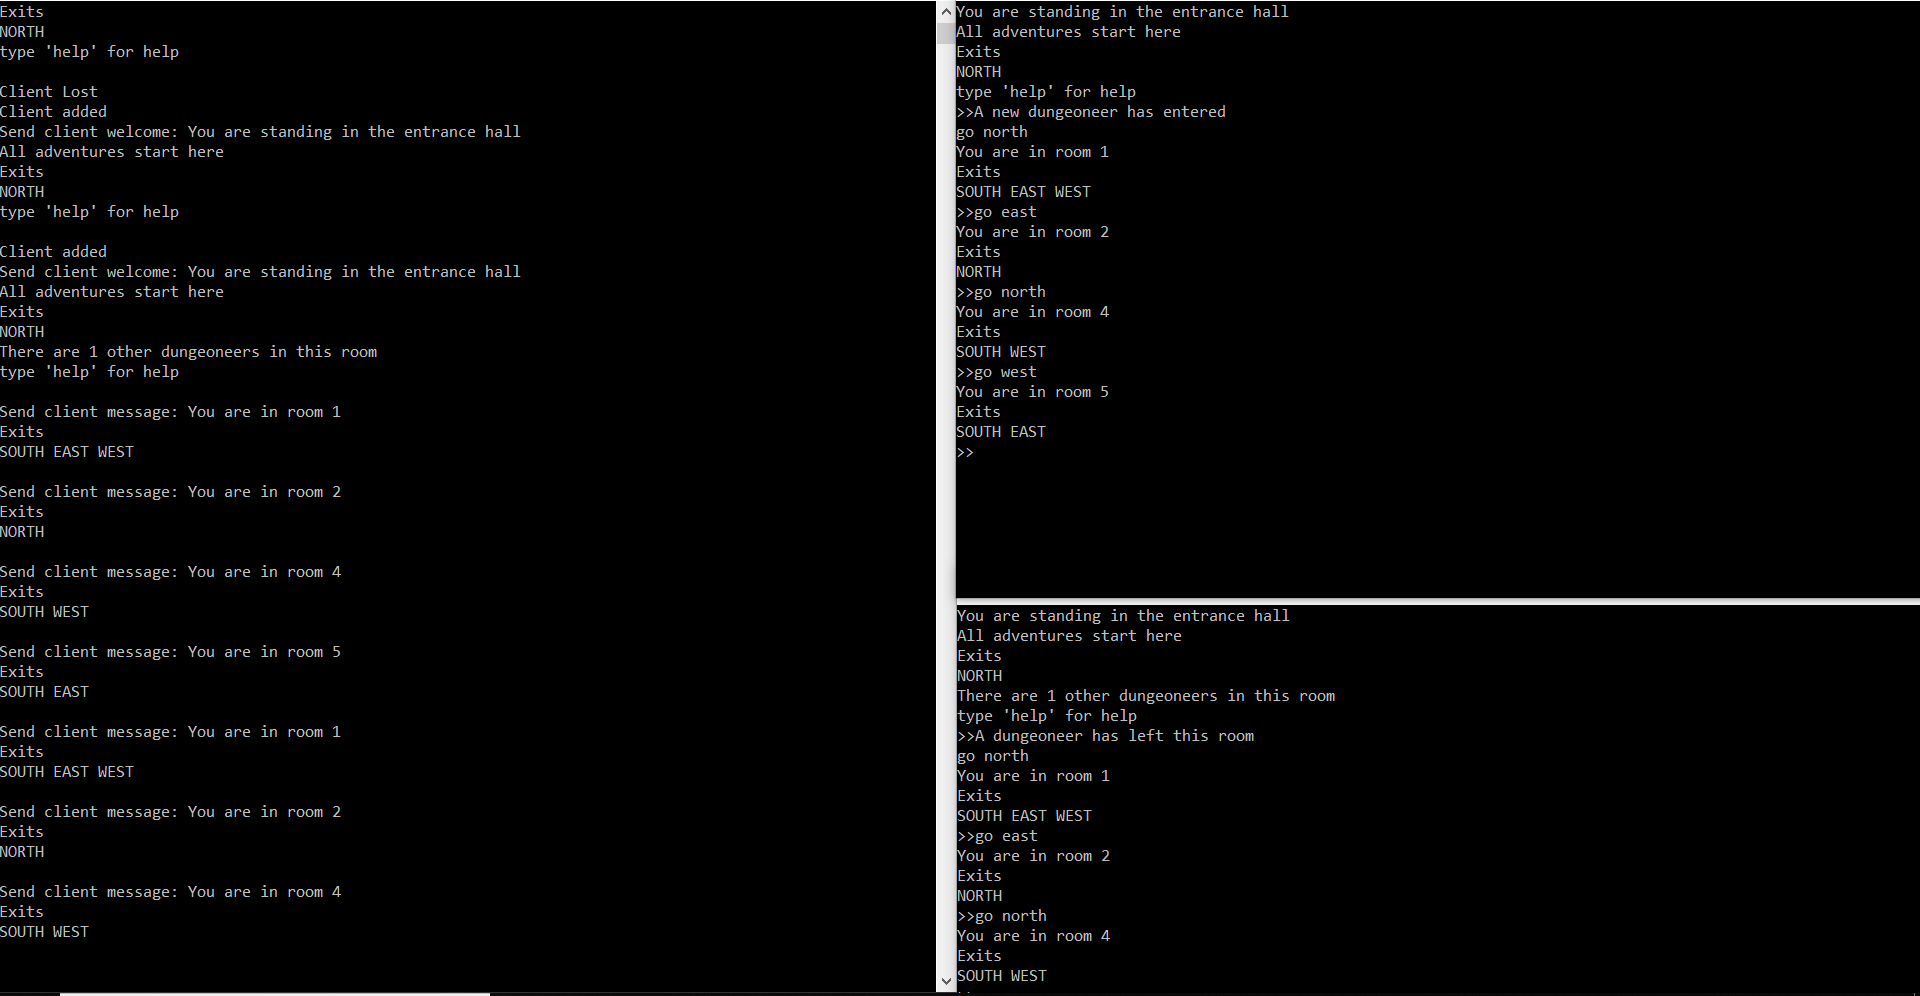 Exits
NORTH
type 'help' for help
Client Lost
Client added
Send client welcome: You are standing in the entrance hall
All adventures start here
Exits
NORTH
type 'help' for help
Client added
Send client welcome: You are standing in the entrance hall
All adventures start here
Exits
NORTH
There are 1 other dungeoneers in this room
type 'help' for help
Send client message: You are in room 1
Exits
SOUTH EAST WEST
Send client message: You are in room 2
Exits
NORTH
Send client message: You are in room 4
Exits
SOUTH WEST
Send client message: You are in room 5
Exits
SOUTH EAST
Send client message: You are in room 1
Exits
SOUTH EAST WEST
Send client message: You are in room 2
Exits
NORTH
Send client message: You are in room 4
Exits
SOUTH WEST
You are standing in the entrance hall
All adventures start here
Exits
NORTH
type 'help' for help
>>A new dungeoneer has entered
go north
You are in room 1
Exits
SOUTH EAST WEST
>>go east
You are in room 2
Exits
NORTH
>>go north
You are in room 4
Exits
SOUTH WEST
>>go west
You are in room 5
Exits
SOUTH EAST
>>
You are standing in the entrance hall
All adventures start here
Exits
NORTH
There are 1 other dungeoneers in this room
type 'help' for help
>>A dungeoneer has left this room
go north
You are in room 1
Exits
SOUTH EAST WEST
>>go east
You are in room 2
Exits
NORTH
>>go north
You are in room 4
Exits
SOUTH WEST